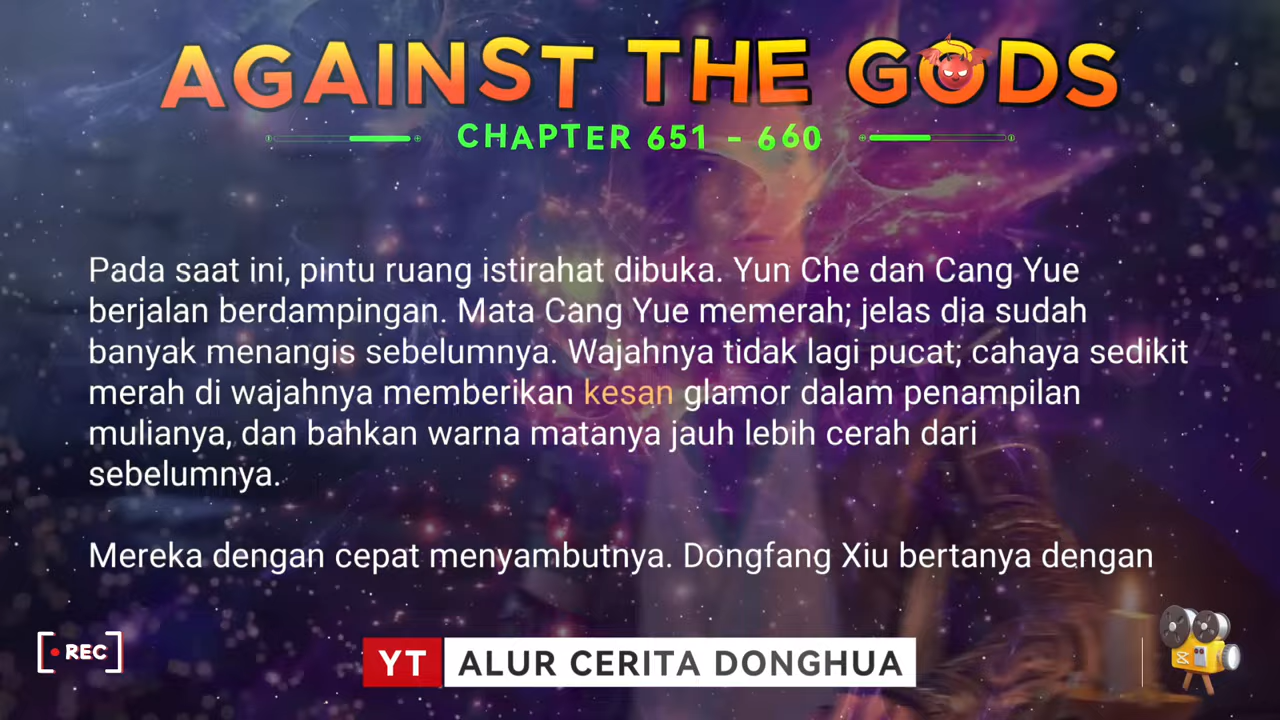 AGAINST THE GODS
CHAPTER 651 - 660
Pada saat ini, pintu ruang istirahat dibuka. Yun Che dan Cang Yue
berjalan berdampingan. Mata Cang Yue memerah; jelas dia sudah
banyak menangis sebelumnya. Wajahnya tidak lagi pucat; cahaya sedikit
merah di wajahnya memberikan kesan glamor dalam penampilan
mulianya, dan bahkan warna matanya jauh lebih cerah dari
sebelumnya.
Mereka dengan cepat menyambutnya. Dongfang Xiu bertanya dengan
REC
YT ALUR CERITA DONGHUA